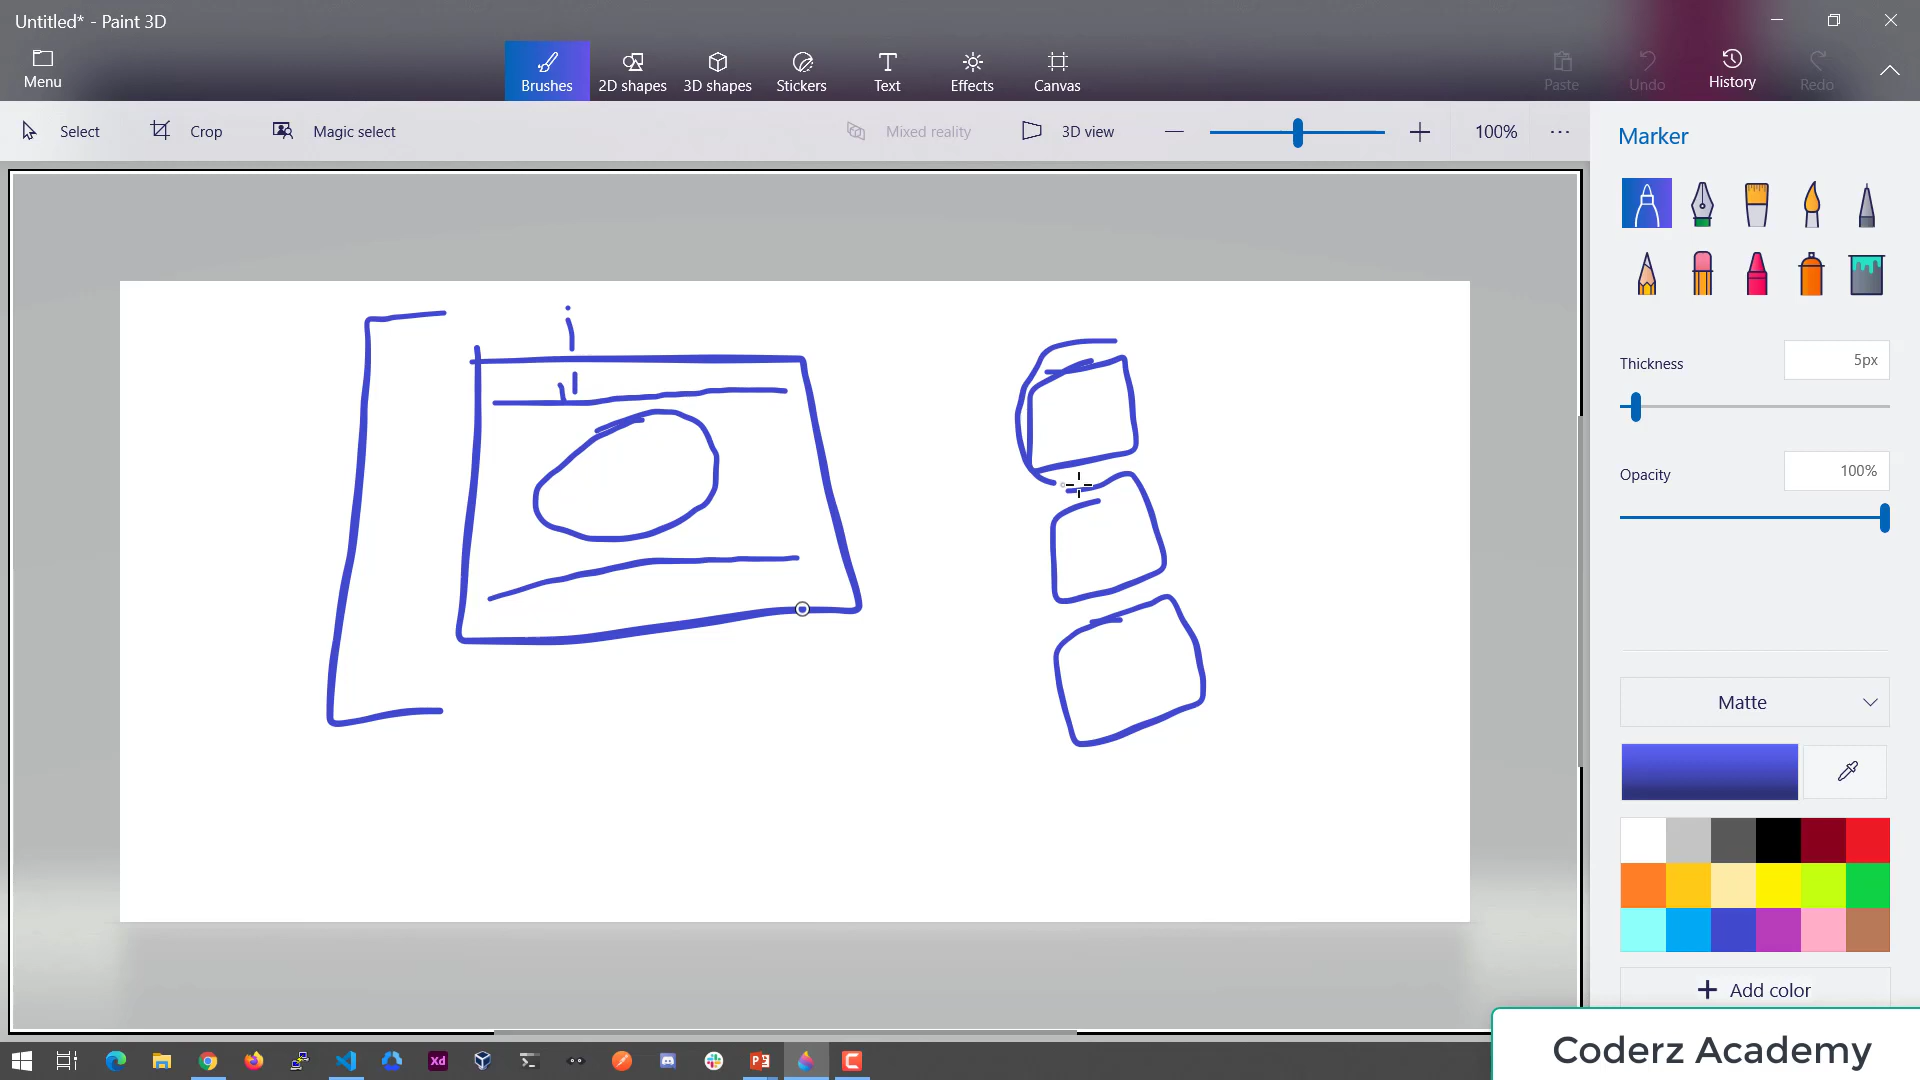 Untitled* - Paint 3D
Menu
Brushes
2D shapes
3D shapes
Stickers
Text
Effects
Canvas
Paste
Undo
History
Redo
Select
Crop
Magic select
Mixed reality
3D view
100%
Marker
Thickness
5px
Opacity
100%
Matte
Add color
Xd
Coderz Academy